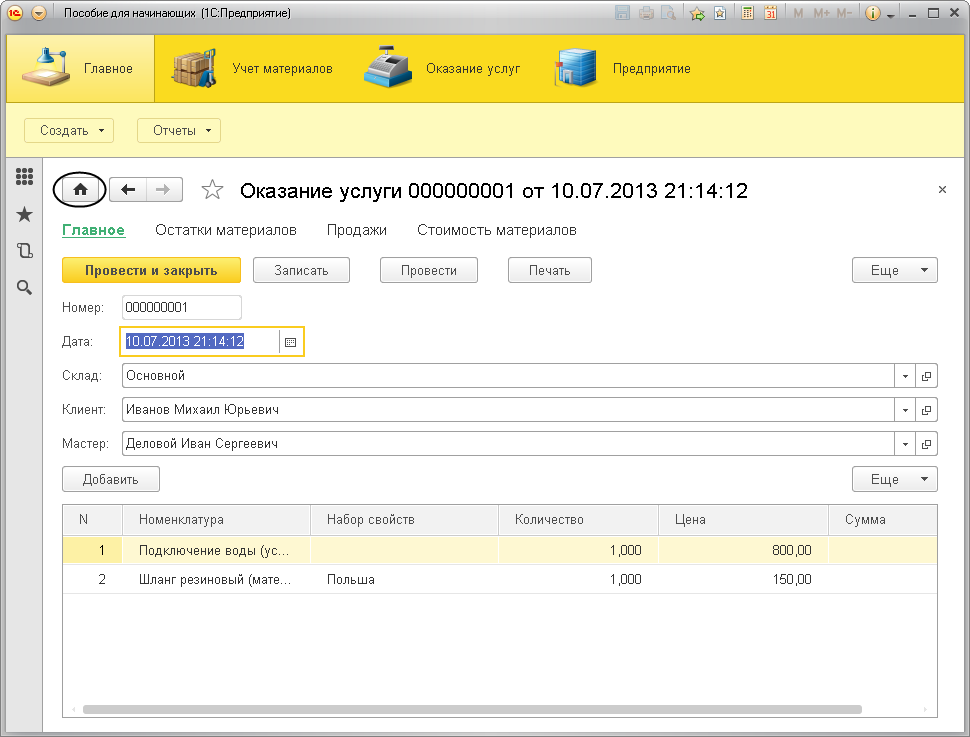 Пособие для начинающих (1С:Предприятие)
M M+ M-
Главное Учет материалов Оказание услуг Предприятие
Создать Отчеты
Оказание услуги 000000001 от 10.07.2013 21:14:12
Главное Остатки материалов Продажи Стоимость материалов
Провести и закрыть Записать Провести Печать Еще
Номер: 000000001
Дата: 10.07.2013 21:14:12
Склад: Основной
Клиент: Иванов Михаил Юрьевич
Мастер: Деловой Иван Сергеевич
Добавить Еще
N Номенклатура Набор свойств Количество Цена Сумма
1 Подключение воды (ус... 1,000 800,00
2 Шланг резиновый (мате... Польша 1,000 150,00